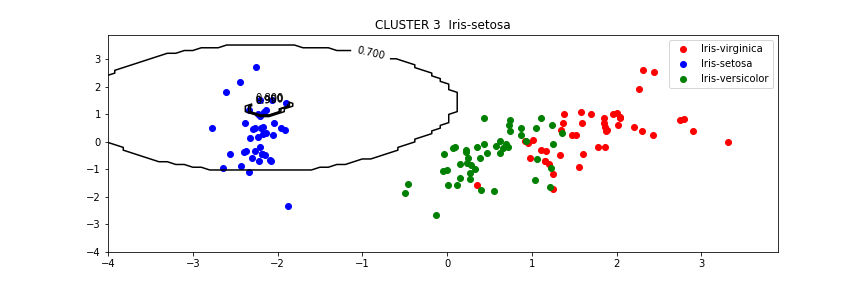 CLUSTER 3 Iris-setosa
0.700
Iris-virginica
Iris-setosa
Iris-versicolor
3
2
1
0
−1
−2
−3
−4
−4 −3 −2 −1 0 1 2 3